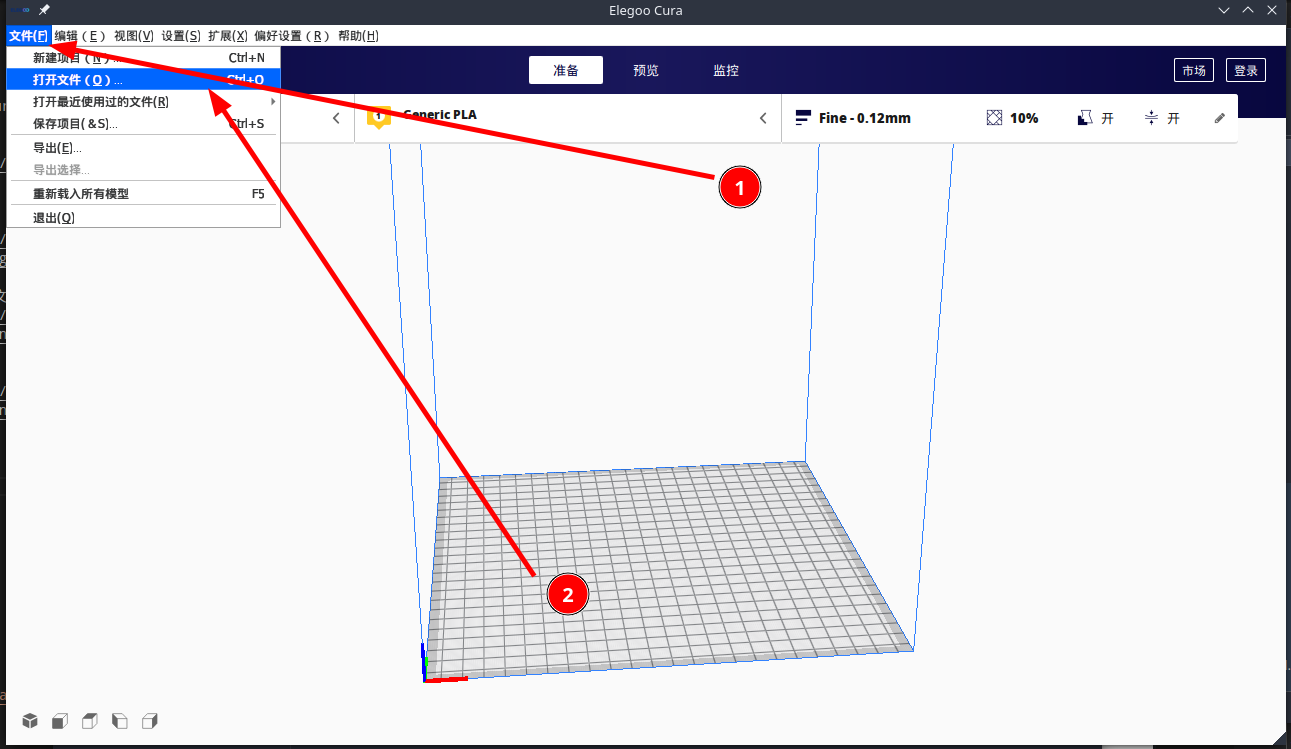 Elegoo Cura
文件(F) 编辑(E) 视图(V) 设置(S) 扩展(X) 偏好设置(R) 帮助(H)
新建项目(N)... Ctrl+N
打开文件(O)... Ctrl+O
打开最近使用过的文件(R)
保存项目(&S)... Ctrl+S
导出(E)...
导出选择...
重新载入所有模型 F5
退出(Q)
准备 预览 监控 市场 登录
1 Generic PLA
Fine - 0.12mm 10% 开 开
1
2